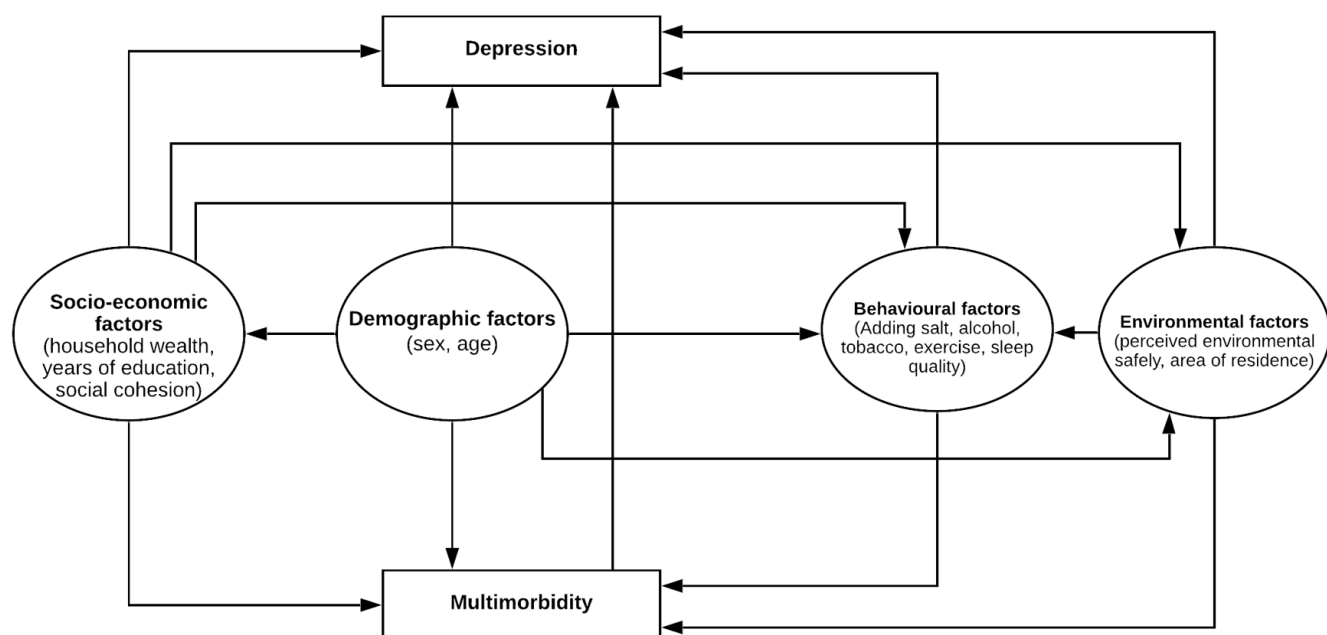 Depression
Socio-economic
factors
(household wealth,
years of education,
social cohesion)
Demographic factors
(sex, age)
Behavioural factors
(Adding salt, alcohol,
tobacco, exercise, sleep
quality)
Environmental factors
(perceived environmental
safely, area of residence)
Multimorbidity